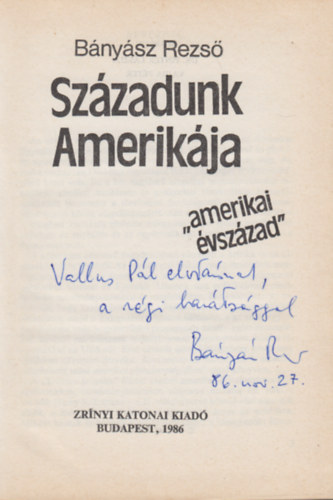 Bányász Rezső
Századunk
Amerikája
„amerikai
évszázad”
Vallus Pál elvtársnak,
a régi barátsággal
Bányász R
86. nov. 27.
ZRÍNYI KATONAI KIADÓ
BUDAPEST, 1986